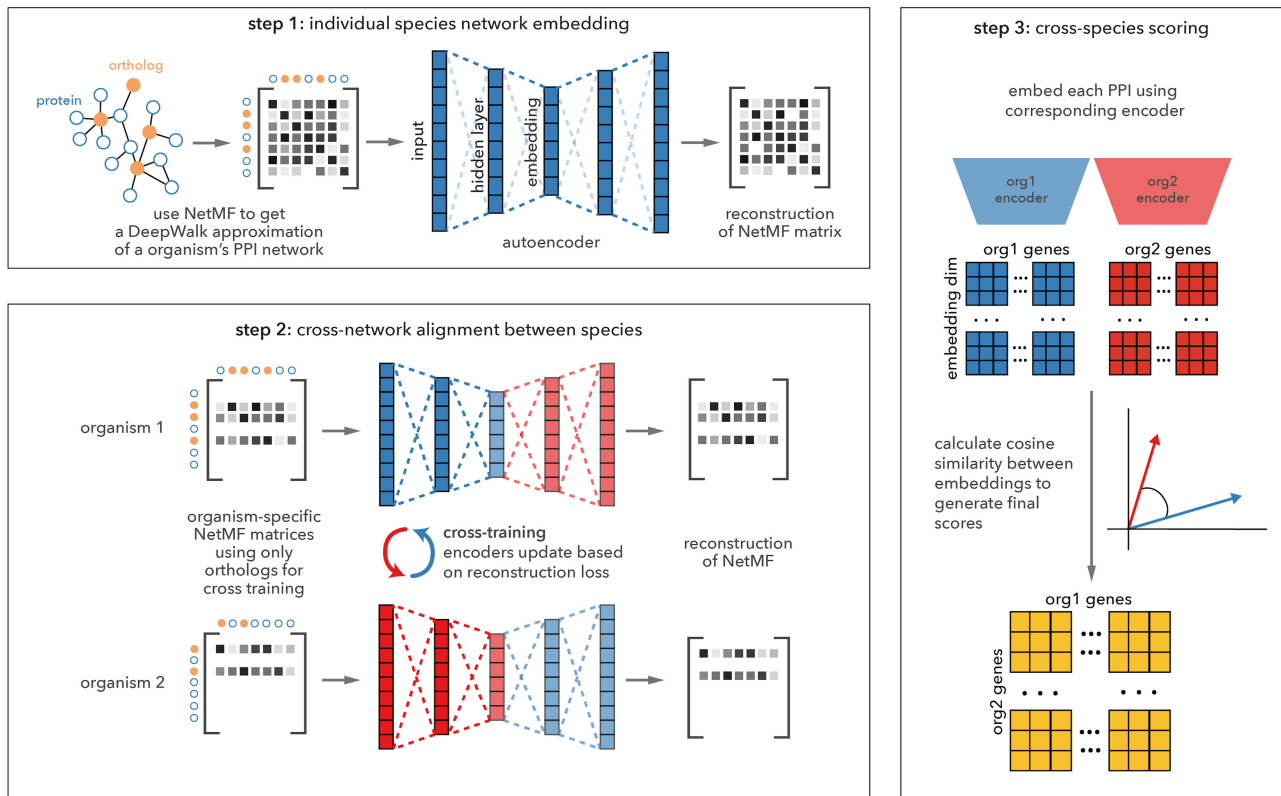 step 1: individual species network embedding
ortholog
protein
input
hidden layer
embedding
use NetMF to get
a DeepWalk approximation
of a organism's PPI network
autoencoder
reconstruction
of NetMF matrix
step 2: cross-network alignment between species
organism 1
organism-specific
NetMF matrices
using only
orthologs for
cross training
cross-training
encoders update based
on reconstruction loss
reconstruction
of NetMF
organism 2
step 3: cross-species scoring
embed each PPI using
corresponding encoder
org1
encoder
org2
encoder
org1 genes
org2 genes
embedding dim
calculate cosine
similarity between
embeddings to
generate final
scores
org1 genes
org2 genes